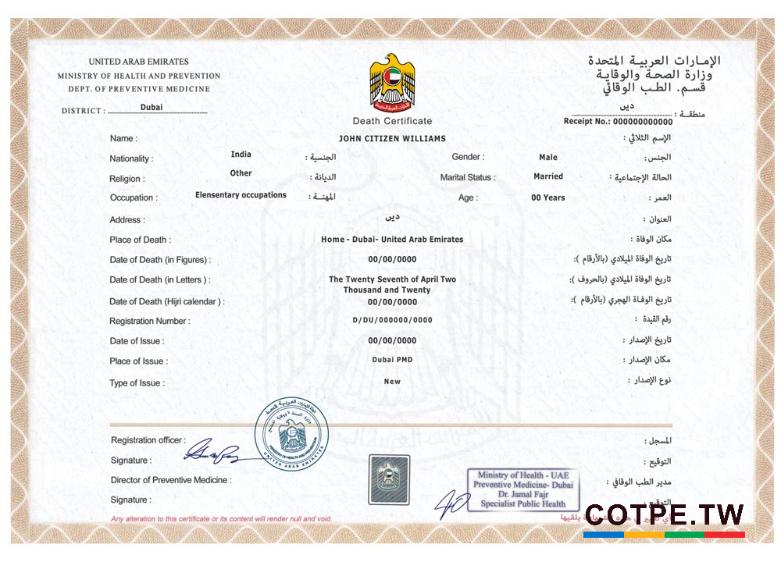 UNITED ARAB EMIRATES
MINISTRY OF HEALTH AND PREVENTION
DEPT. OF PREVENTIVE MEDICINE
DISTRICT : Dubai
الإمارات العربية المتحدة
وزارة الصحة والوقاية
قسم. الطب الوقائي
منطقة : دبي
Death Certificate
Receipt No.: 000000000000
Name : JOHN CITIZEN WILLIAMS الإسم الثلاثي :
Nationality : India الجنسية : Gender : Male الجنس:
Religion : Other الديانة : Marital Status : Married الحالة الإجتماعية :
Occupation : Elensentary occupations المهنة : Age : 00 Years العمر :
Address : دبي العنوان :
Place of Death : Home - Dubai- United Arab Emirates مكان الوفاة :
Date of Death (in Figures) : 00/00/0000 تاريخ الوفاة الميلادي (بالأرقام ):
Date of Death (in Letters ) : The Twenty Seventh of April Two تاريخ الوفاة الميلادي (بالحروف ):
Thousand and Twenty
Date of Death (Hijri calendar ) : 00/00/0000 تاريخ الوفاة الهجري (بالأرقام ):
Registration Number : D/DU/000000/0000 رقم القيدة :
Date of Issue : 00/00/0000 تاريخ الإصدار :
Place of Issue : Dubai PMD مكان الإصدار :
Type of Issue : New نوع الإصدار :
Registration officer : المسجل :
Signature : التوقيع :
Director of Preventive Medicine : مدير الطب الوقائي :
Signature :
UNITED ARAB EMIRATES
Ministry of Health - UAE
Preventive Medicine- Dubai
Dr. Jamal Fajr
Specialist Public Health
Any alteration to this certificate or its content will render null and void.
COTPE.TW